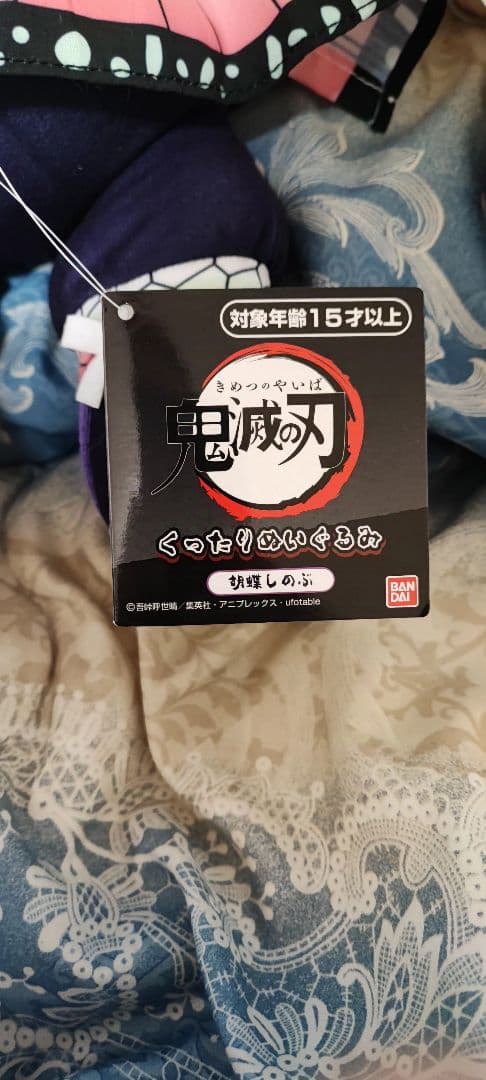 対象年齢15才以上
きめつのやいば
鬼滅の刃
くったりぬいぐるみ
胡蝶しのぶ
©吾峠呼世晴／集英社・アニプレックス・ufotable
BAN
DAI